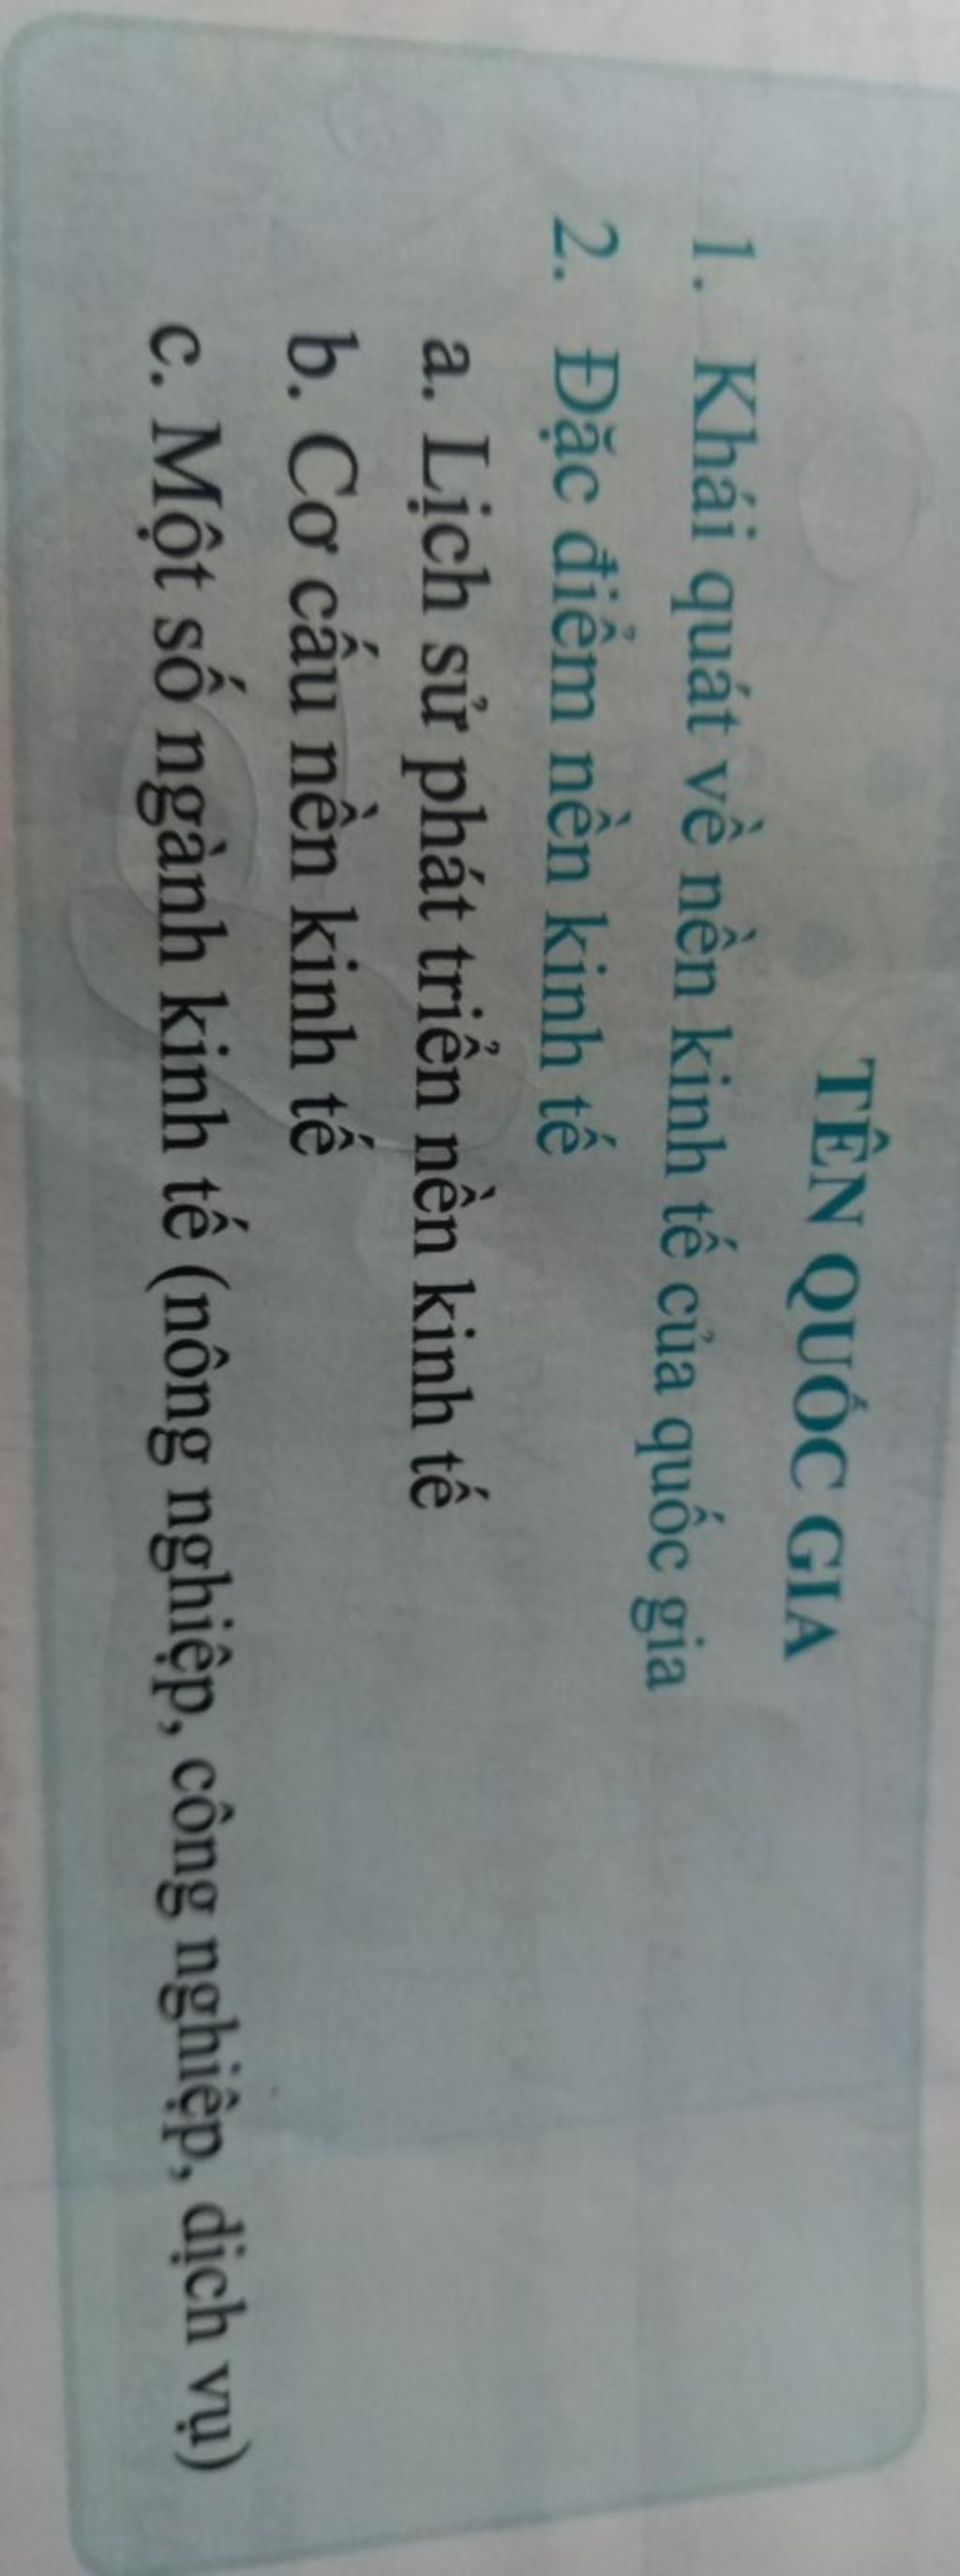 TÊN QUỐC GIA
1. Khái quát về nền kinh tế của quốc gia
2. Đặc điểm nền kinh tế
a. Lịch sử phát triển nền kinh tế
b. Cơ cấu nền kinh tế
c. Một số ngành kinh tế (nông nghiệp, công nghiệp, dịch vụ)